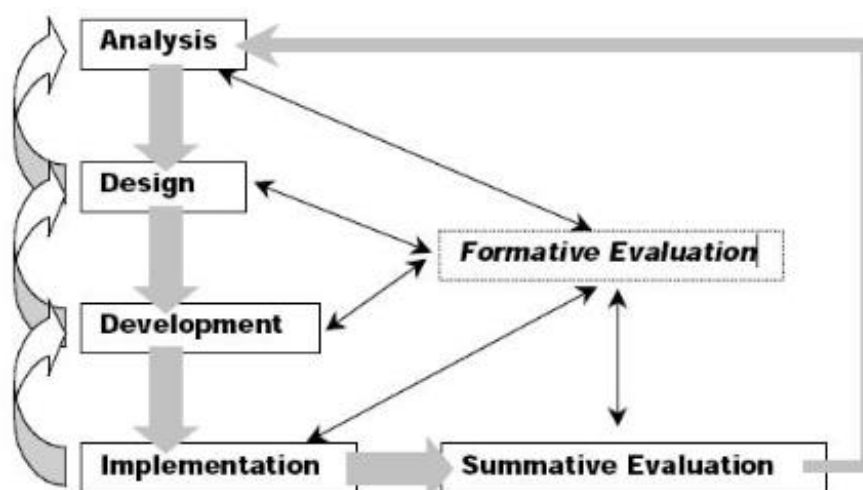 Analysis
Design
Formative Evaluation
Development
Implementation
Summative Evaluation